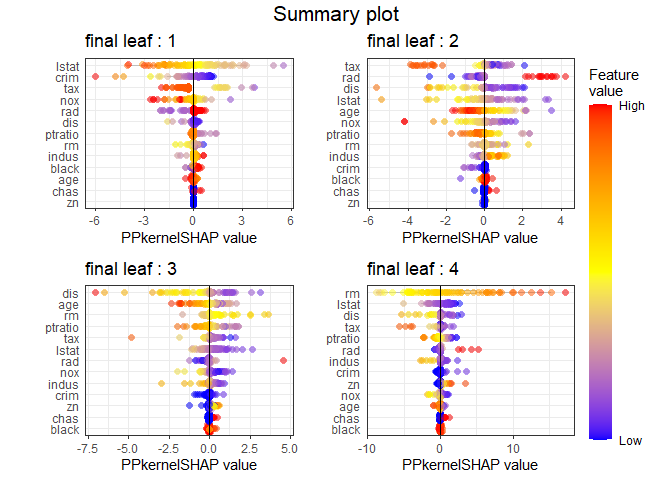 Summary plot
final leaf : 1
lstat
crim
tax
nox
rad
dis
ptratio
rm
indus
black
age
chas
zn
-6 -3 0 3 6
PPkernelSHAP value
final leaf : 2
tax
rad
dis
lstat
age
nox
ptratio
rm
indus
crim
black
chas
zn
-6 -4 -2 0 2 4
PPkernelSHAP value
final leaf : 3
dis
age
rm
ptratio
tax
lstat
rad
nox
indus
crim
zn
chas
black
-7.5 -5.0 -2.5 0.0 2.5 5.0
PPkernelSHAP value
final leaf : 4
rm
lstat
dis
tax
ptratio
rad
indus
crim
zn
nox
age
chas
black
-10 0 10
PPkernelSHAP value
Feature
value
High
Low